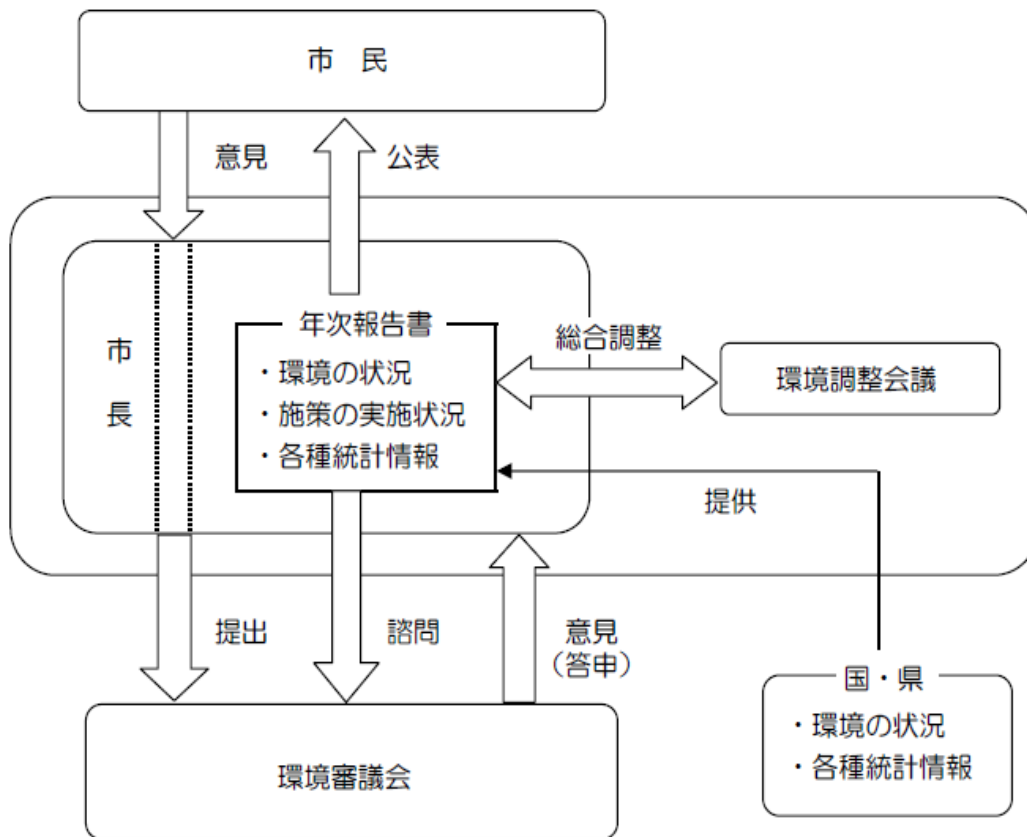 市　民
意見
公表
市長
年次報告書
・環境の状況
・施策の実施状況
・各種統計情報
総合調整
環境調整会議
提供
提出
諮問
意見
（答申）
国・県
・環境の状況
・各種統計情報
環境審議会